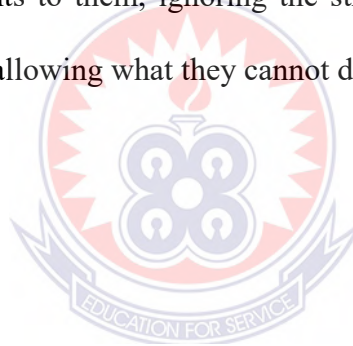 to them, ignoring the
allowing what they cannot
EDUCATION FOR SERVICE